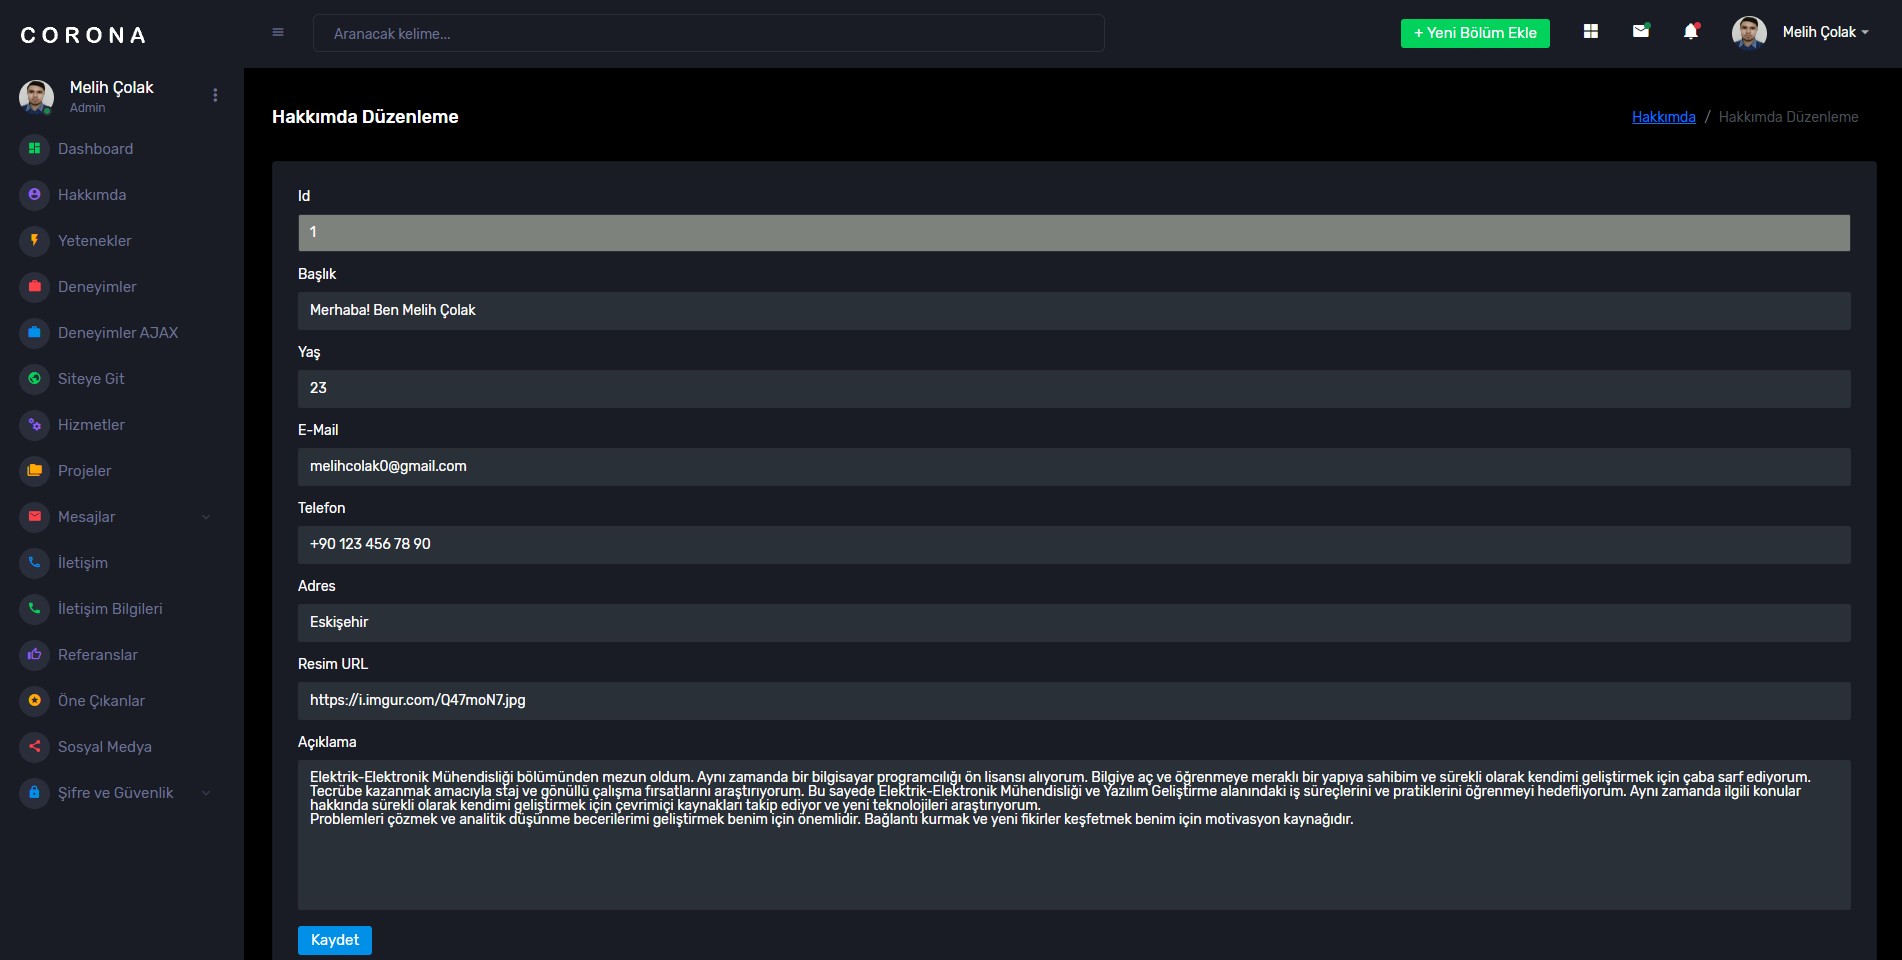 CORONA
Aranacak kelime...
+ Yeni Bölüm Ekle
Melih Çolak
Melih Çolak
Admin
Dashboard
Hakkımda
Yetenekler
Deneyimler
Deneyimler AJAX
Siteye Git
Hizmetler
Projeler
Mesajlar
İletişim
İletişim Bilgileri
Referanslar
Öne Çıkanlar
Sosyal Medya
Şifre ve Güvenlik
Hakkımda Düzenleme
Hakkımda / Hakkımda Düzenleme
Id
1
Başlık
Merhaba! Ben Melih Çolak
Yaş
23
E-Mail
melihcolak0@gmail.com
Telefon
+90 123 456 78 90
Adres
Eskişehir
Resim URL
https://i.imgur.com/Q47moN7.jpg
Açıklama
Elektrik-Elektronik Mühendisliği bölümünden mezun oldum. Aynı zamanda bir bilgisayar programcılığı ön lisansı alıyorum. Bilgiye aç ve öğrenmeye meraklı bir yapıya sahibim ve sürekli olarak kendimi geliştirmek için çaba sarf ediyorum.
Tecrübe kazanmak amacıyla staj ve gönüllü çalışma fırsatlarını araştırıyorum. Bu sayede Elektrik-Elektronik Mühendisliği ve Yazılım Geliştirme alanındaki iş süreçlerini ve pratiklerini öğrenmeyi hedefliyorum. Aynı zamanda ilgili konular
hakkında sürekli olarak kendimi geliştirmek için çevrimiçi kaynakları takip ediyor ve yeni teknolojileri araştırıyorum.
Problemleri çözmek ve analitik düşünme becerilerimi geliştirmek benim için önemlidir. Bağlantı kurmak ve yeni fikirler keşfetmek benim için motivasyon kaynağıdır.
Kaydet